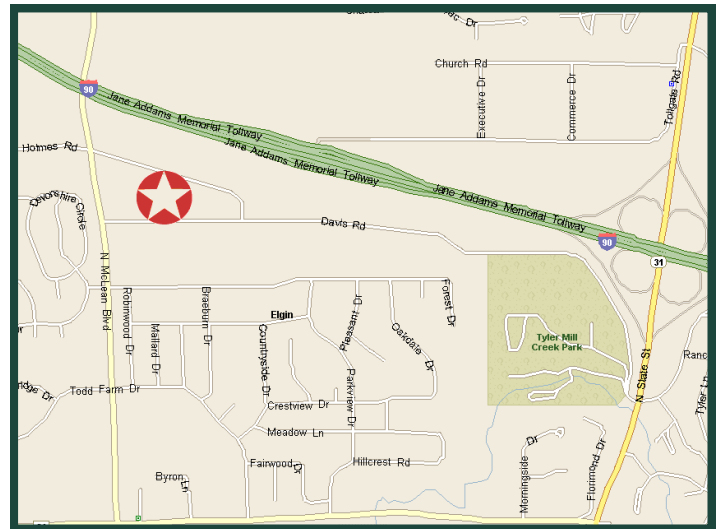 Church Rd
Executive Dr
Commerce Dr
Tollgate Rd
90
Jane Addams Memorial Tollway
Jane Addams Memorial Tollway
Jane Addams Memorial Tollway
Holmes Rd
Devonshire Circle
Davis Rd
90
31
N McLean Blvd
Robinwood Dr
Mallard Dr
Braeburn Dr
Elgin
Countryside Dr
Pleasant Dr
Oakdale Dr
Forest Dr
Tyler Mill
Creek Park
N State St
Tyler Ln
Todd Farm Dr
Crestview Dr
Parkview Dr
Meadow Ln
Hillcrest Rd
Fairwood Dr
Byron Ln
Morningside Dr
Florimond Dr